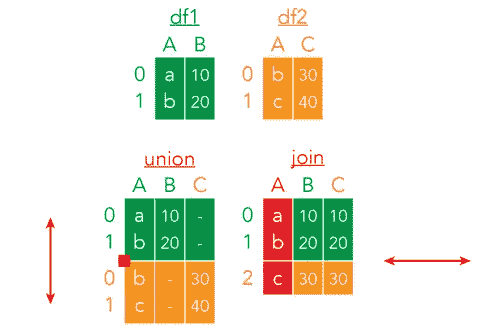 df1 df2
A B A C
0 a 10 0 b 30
1 b 20 1 c 40
union join
A B C A B C
0 a 10 - 0 a 10 10
1 b 20 - 1 b 20 20
0 b - 30 2 c 30 30
1 c - 40